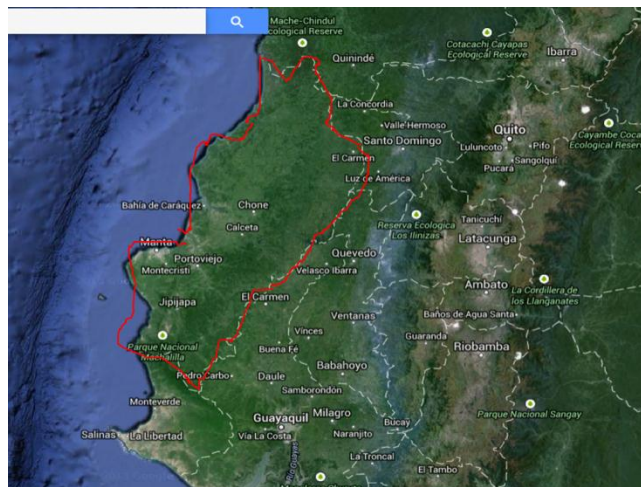 Mache-Chindul
Ecological Reserve
Cotacachi Cayapas
Ecological Reserve
Ibarra
Quinindé
La Concordia
Valle Hermoso
Santo Domingo
Quito
Cayambe Coca
Ecological Reserve
Lulunсoto
Pifo
Sangolquí
Pucará
El Carmen
Luz de América
Bahía de Caráquez
Chone
Calceta
Reserva Ecologica
Los Ilinizas
Tanicuchí
Latacunga
Manta
Portoviejo
Montecristi
Quevedo
Velasco Ibarra
La Cordillera de
los Llanganates
Jipijapa
El Carmen
Ambato
Ventanas
Baños de Agua Santa
Vinces
Guaranda
Parque Nacional
Machalilla
Buena Fé
Riobamba
Pedro Carbo
Daule
Babahoyo
Samborondón
Monteverde
Guayaquil
Milagro
Parque Nacional Sangay
Salinas
La Libertad
Vía La Costa
Naranjito
Bucay
La Troncal
El Tambo
Río Guayas